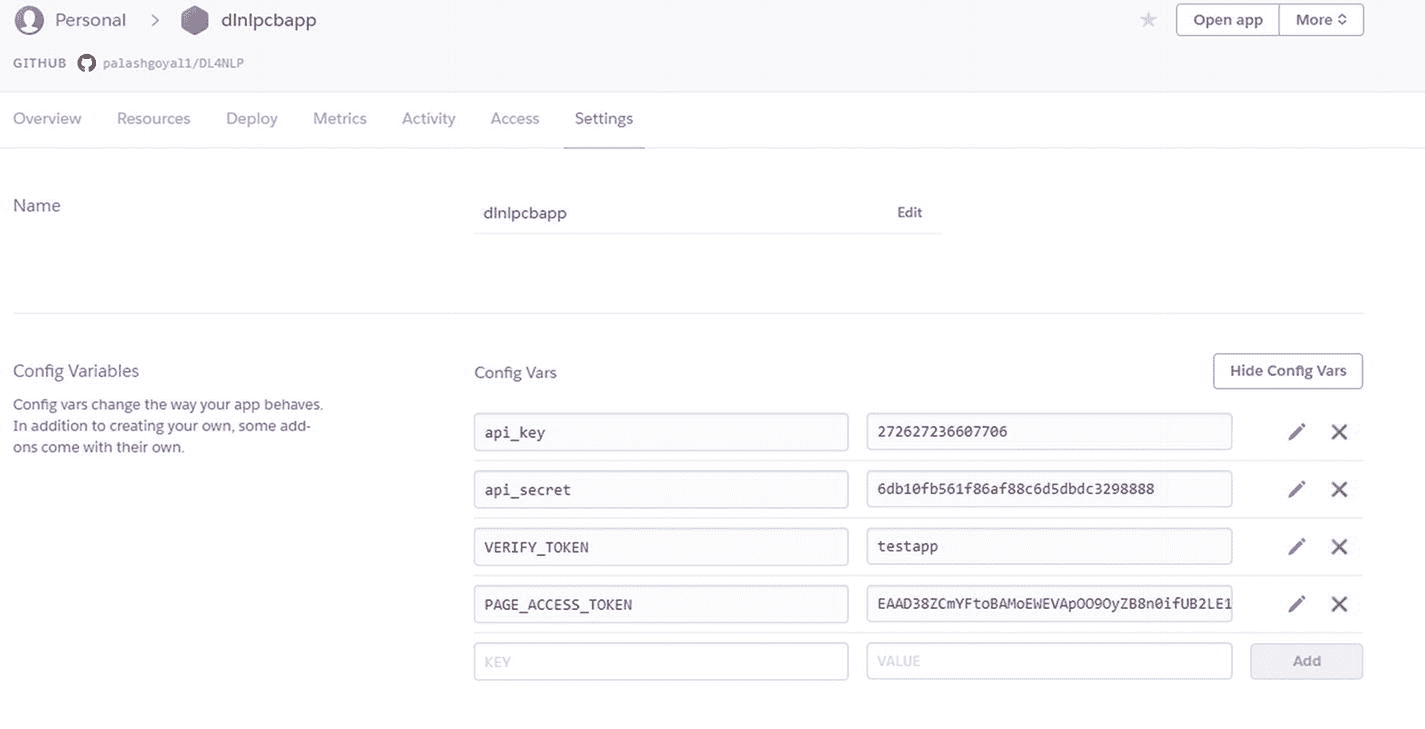 Personal > dlnlpcbapp
Open app
More
GITHUB palashgoyal1/DL4NLP
Overview Resources Deploy Metrics Activity Access Settings
Name
dlnlpcbapp
Edit
Config Variables
Config vars change the way your app behaves.
In addition to creating your own, some add-
ons come with their own.
Config Vars
Hide Config Vars
api_key 272627236607706
api_secret 6db10fb561f86af88c6d5dbdc3298888
VERIFY_TOKEN testapp
PAGE_ACCESS_TOKEN EAAD38ZCmYFtoBAMoEWEVApOO9OyZB8n0ifUB2LE1
KEY VALUE Add